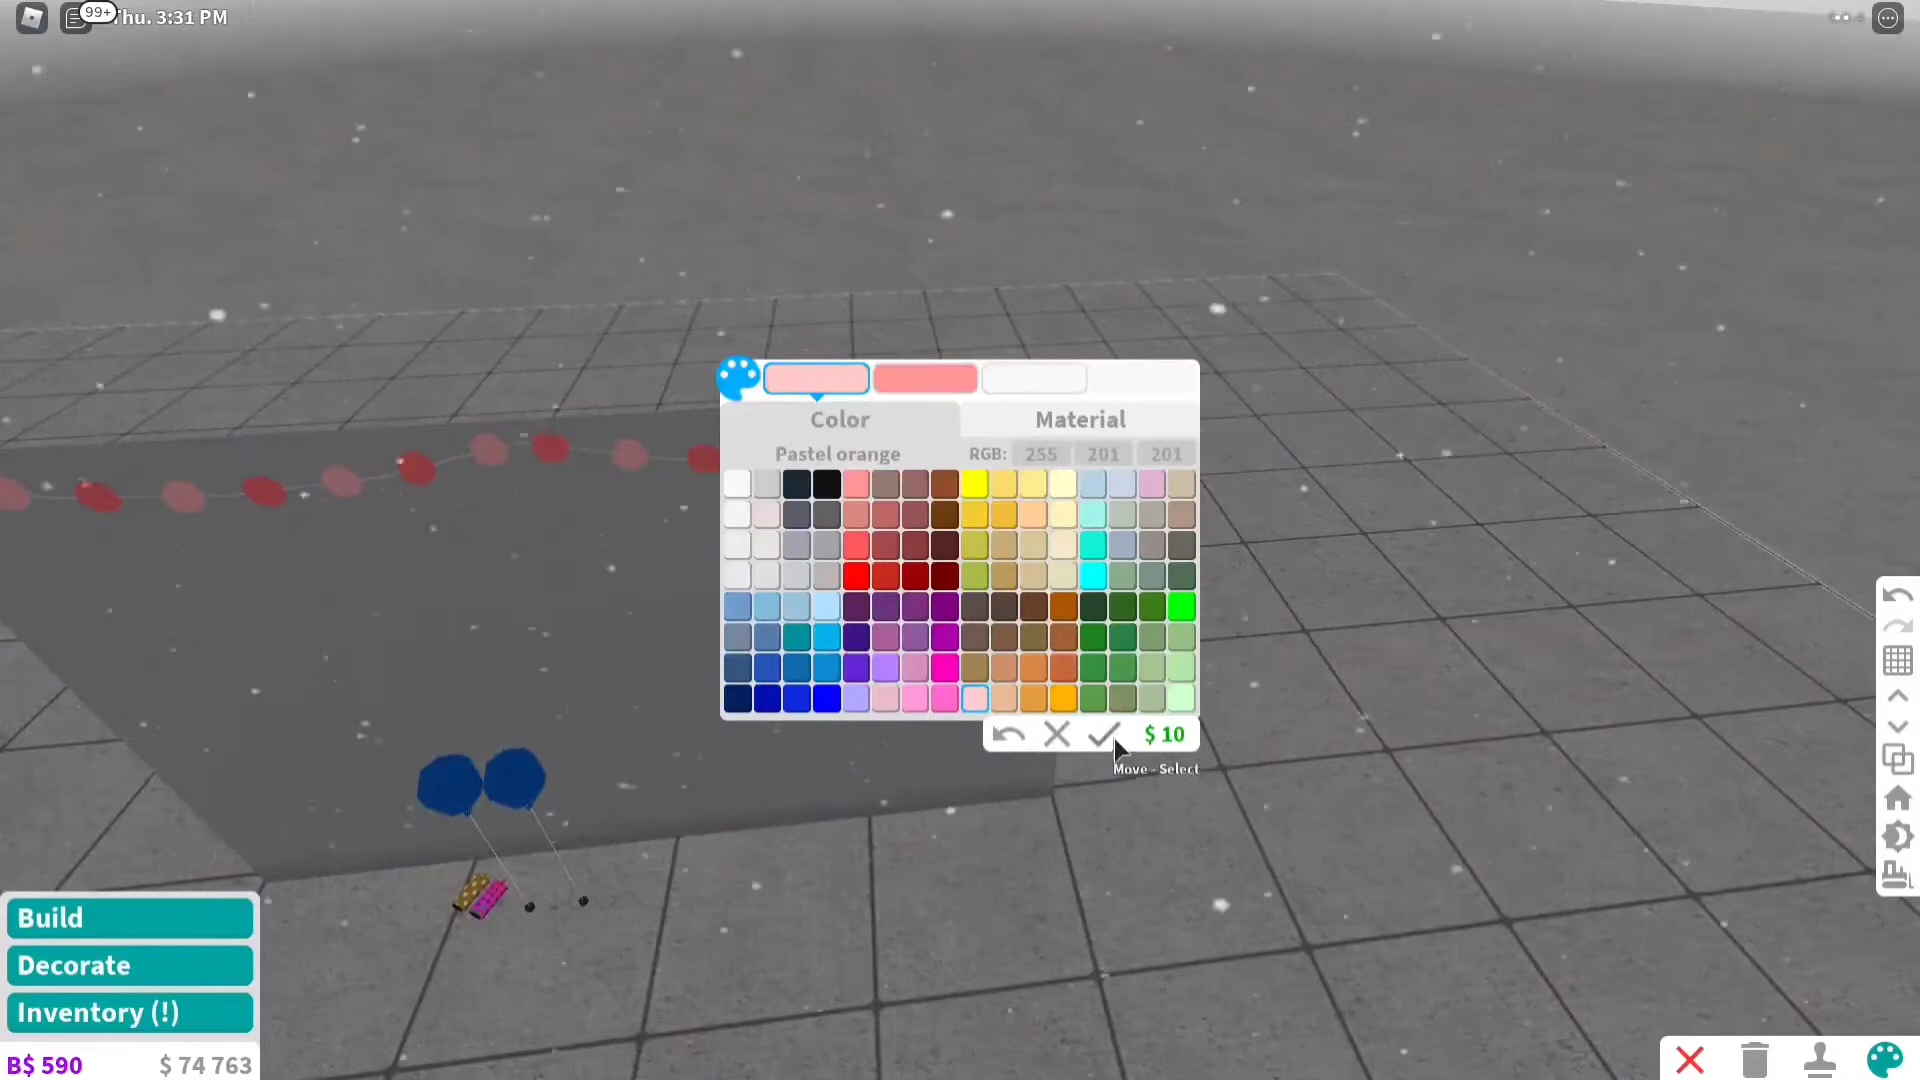 99+
Thu. 3:31 PM
Color
Material
Pastel orange
RGB: 255 201 201
$ 10
Move - Select
Build
Decorate
Inventory (!)
B$ 590
$ 74 763